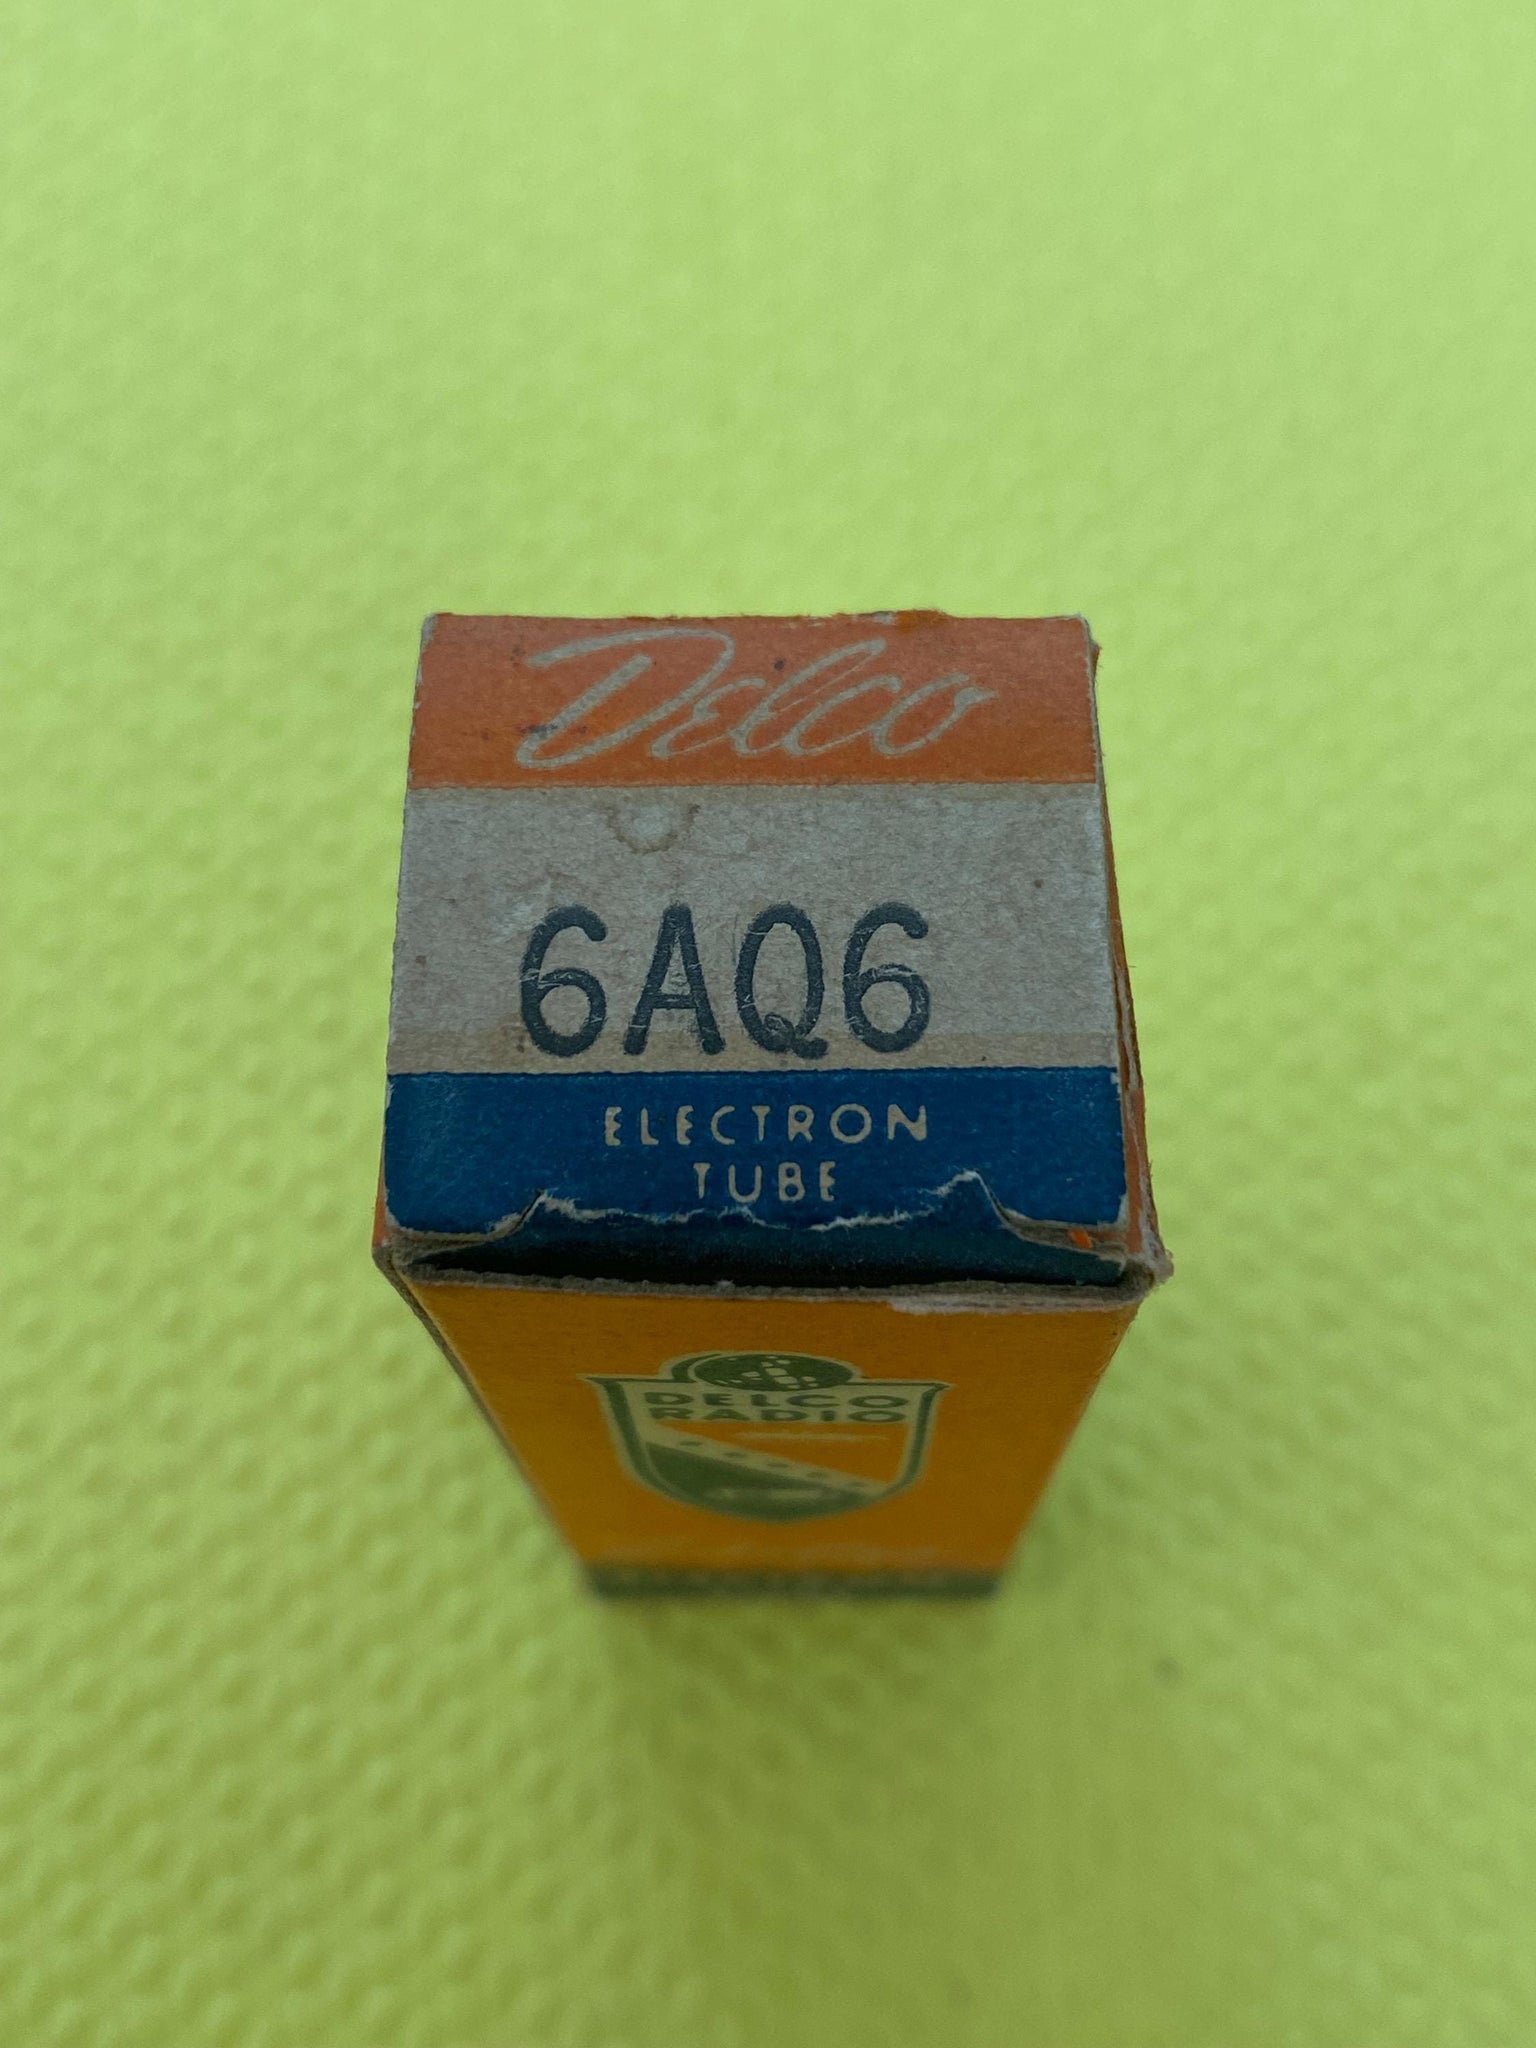 Delco
6AQ6
ELECTRON
TUBE
DELCO
RADIO